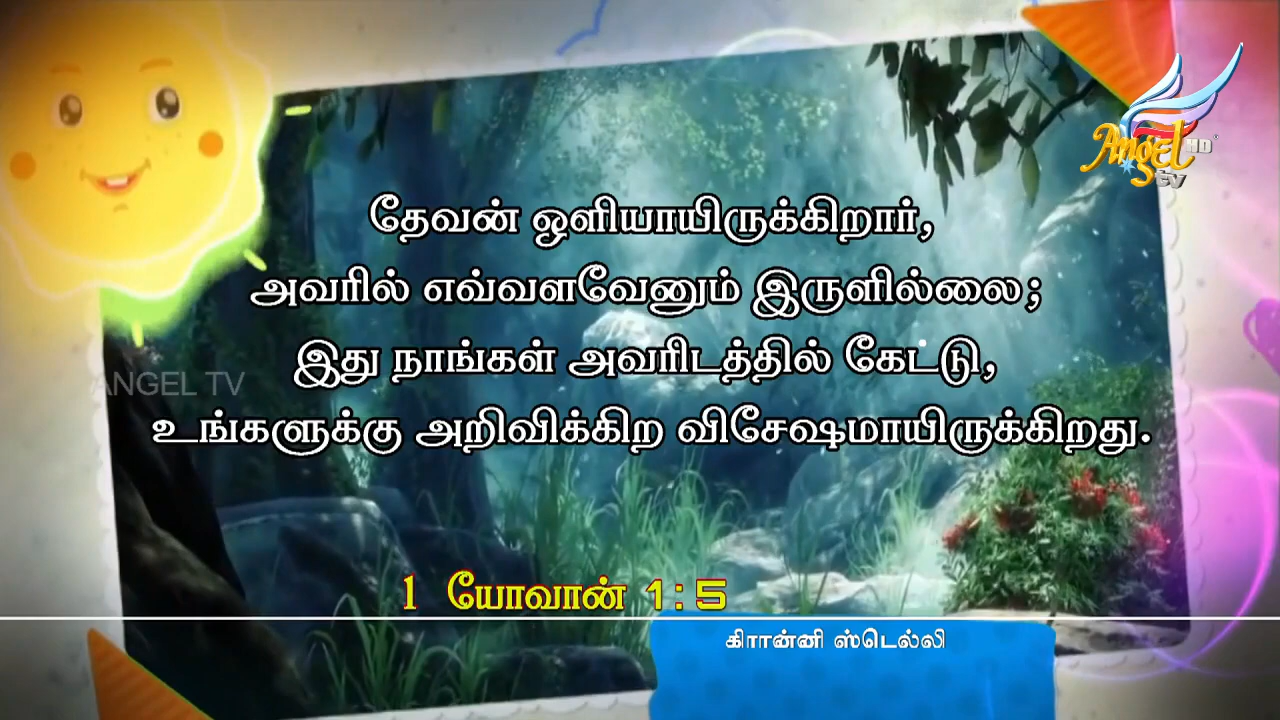 Angel HD
tv
தேவன் ஒளியாயிருக்கிறார்,
அவரில் எவ்வளவேனும் இருளில்லை;
இது நாங்கள் அவரிடத்தில் கேட்டு,
ANGEL TV
உங்களுக்கு அறிவிக்கிற விசேஷமாயிருக்கிறது.
1 யோவான் 1:5
கிரான்னி ஸ்டெல்லி